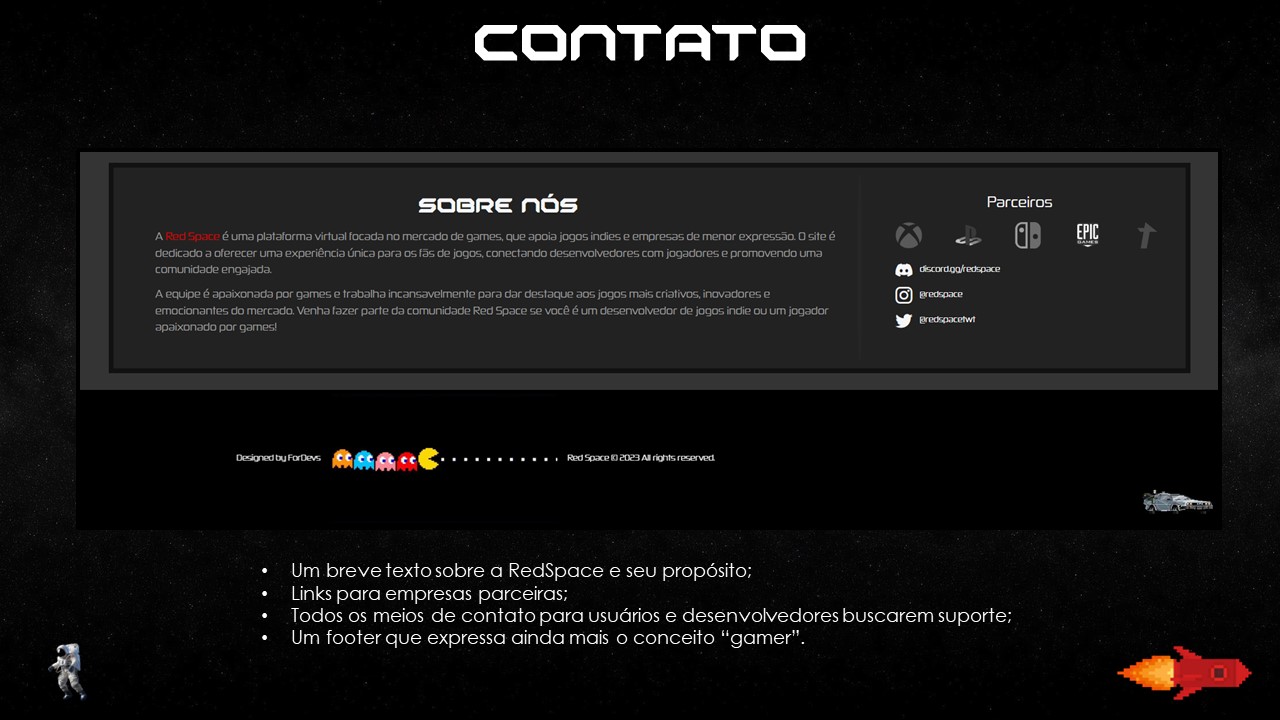 CONTATO
SOBRE NÓS
A Red Space é uma plataforma virtual focada no mercado de games, que apoia jogos indies e empresas de menor expressão. O site é
dedicado a oferecer uma experiência única para os fãs de jogos, conectando desenvolvedores com jogadores e promovendo uma
comunidade engajada.
A equipe é apaixonada por games e trabalha incansavelmente para dar destaque aos jogos mais criativos, inovadores e
emocionantes do mercado. Venha fazer parte da comunidade Red Space se você é um desenvolvedor de jogos indie ou um jogador
apaixonado por games!
Parceiros
EPIC
GAMES
discord.gg/redspace
@redspace
@redspacetwt
Designed by ForDevs
Red Space © 2023 All rights reserved.
• Um breve texto sobre a RedSpace e seu propósito;
• Links para empresas parceiras;
• Todos os meios de contato para usuários e desenvolvedores buscarem suporte;
• Um footer que expressa ainda mais o conceito “gamer”.